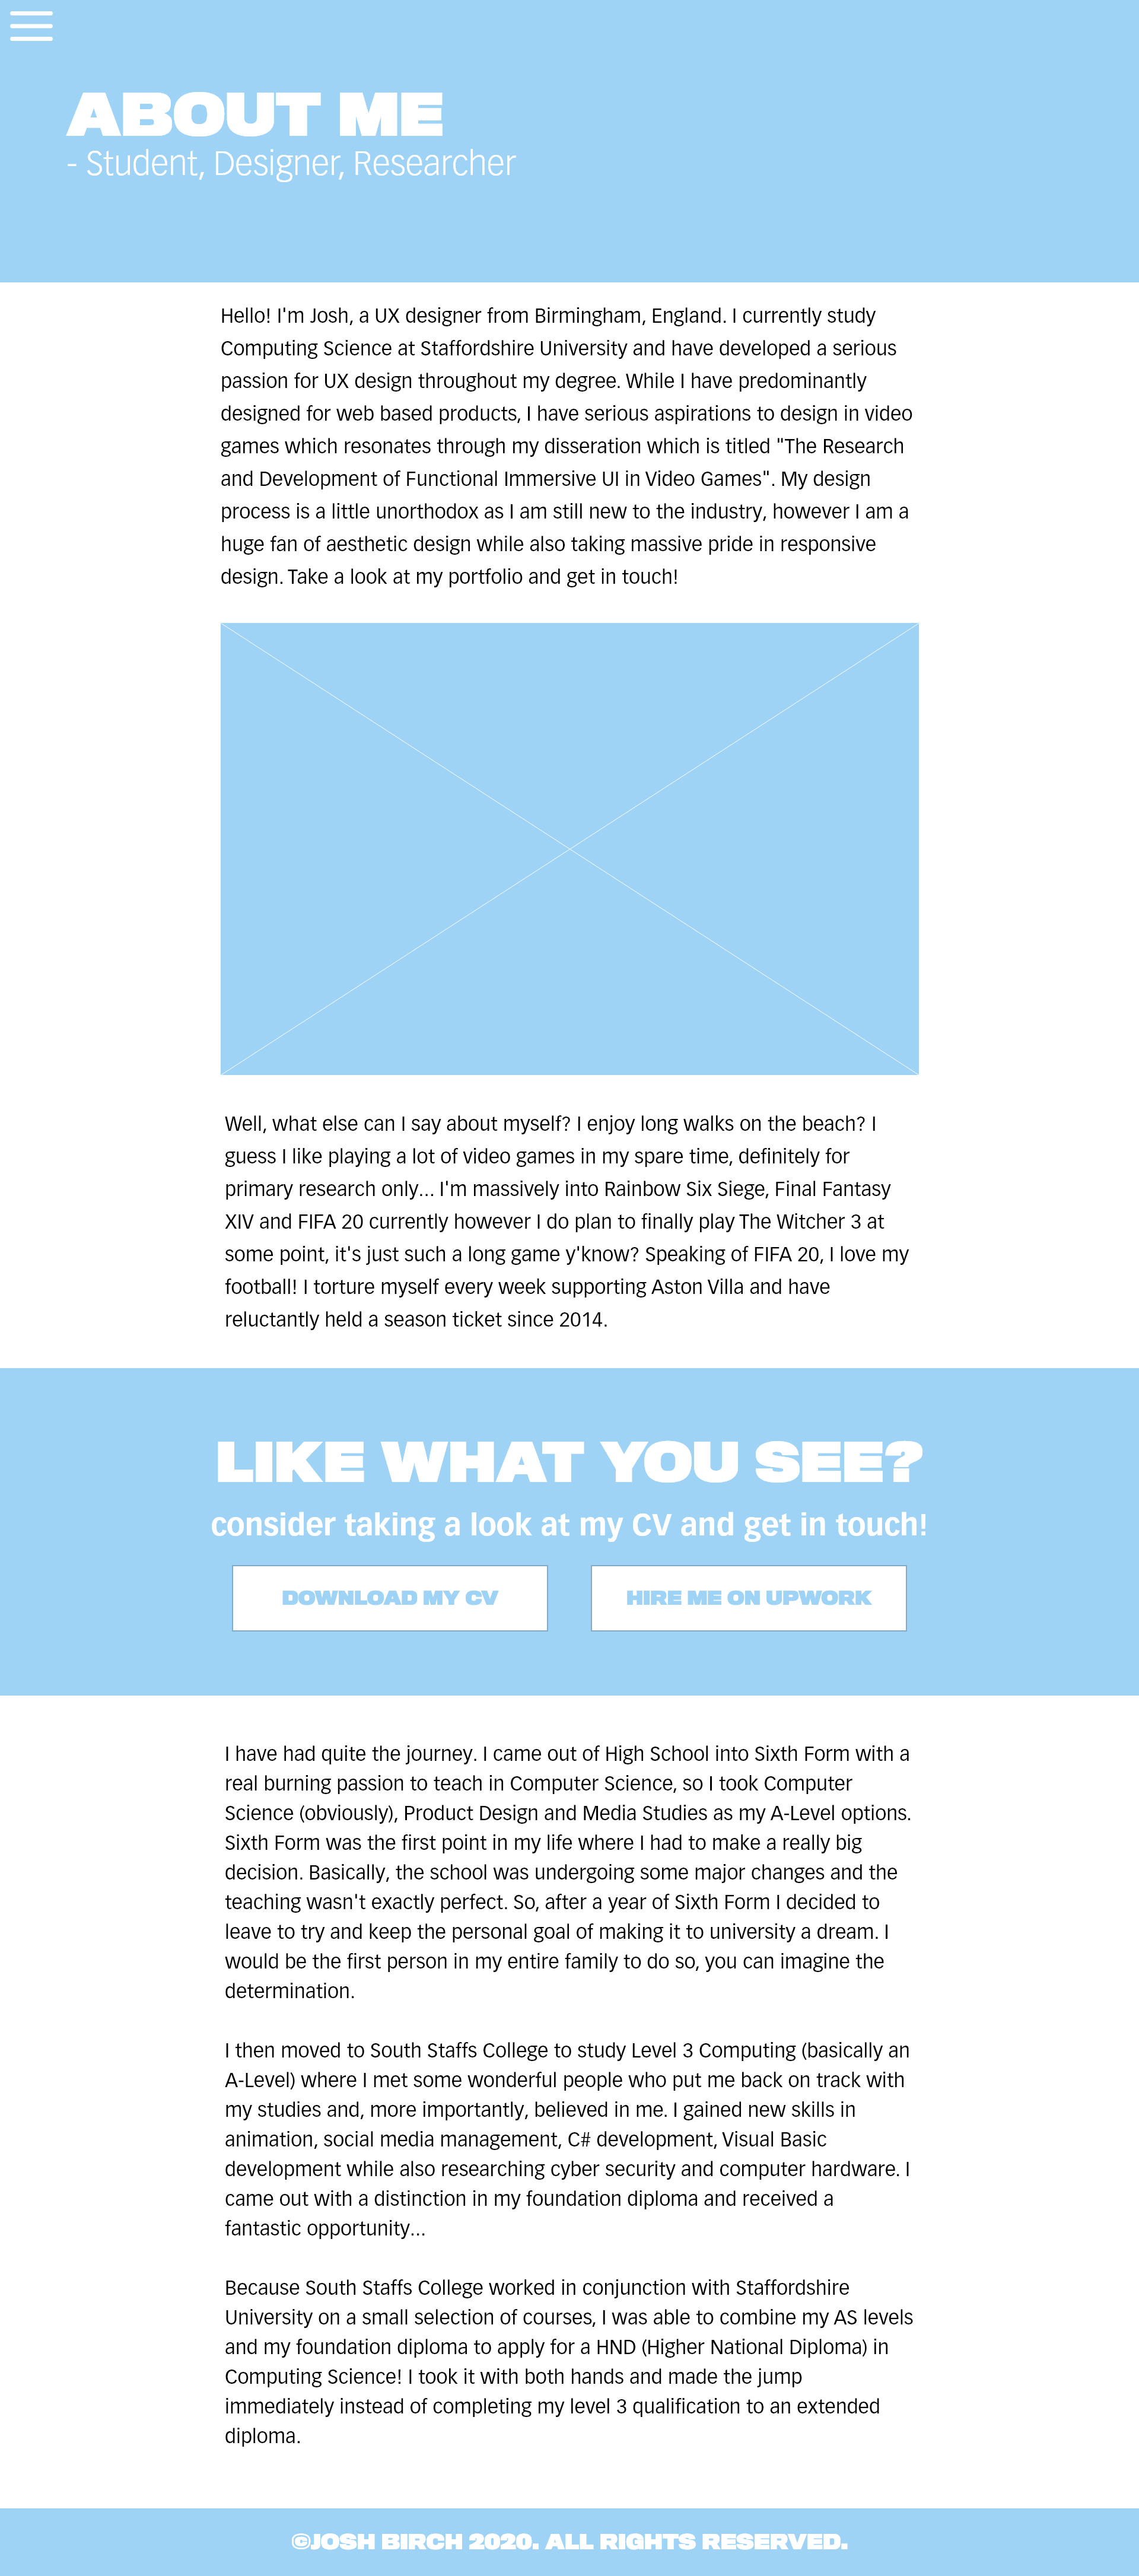 ABOUT ME
- Student, Designer, Researcher
Hello! I'm Josh, a UX designer from Birmingham, England. I currently study
Computing Science at Staffordshire University and have developed a serious
passion for UX design throughout my degree. While I have predominantly
designed for web based products, I have serious aspirations to design in video
games which resonates through my disseration which is titled "The Research
and Development of Functional Immersive UI in Video Games". My design
process is a little unorthodox as I am still new to the industry, however I am a
huge fan of aesthetic design while also taking massive pride in responsive
design. Take a look at my portfolio and get in touch!
Well, what else can I say about myself? I enjoy long walks on the beach? I
guess I like playing a lot of video games in my spare time, definitely for
primary research only... I'm massively into Rainbow Six Siege, Final Fantasy
XIV and FIFA 20 currently however I do plan to finally play The Witcher 3 at
some point, it's just such a long game y'know? Speaking of FIFA 20, I love my
football! I torture myself every week supporting Aston Villa and have
reluctantly held a season ticket since 2014.
LIKE WHAT YOU SEE?
consider taking a look at my CV and get in touch!
DOWNLOAD MY CV
HIRE ME ON UPWORK
I have had quite the journey. I came out of High School into Sixth Form with a
real burning passion to teach in Computer Science, so I took Computer
Science (obviously), Product Design and Media Studies as my A-Level options.
Sixth Form was the first point in my life where I had to make a really big
decision. Basically, the school was undergoing some major changes and the
teaching wasn't exactly perfect. So, after a year of Sixth Form I decided to
leave to try and keep the personal goal of making it to university a dream. I
would be the first person in my entire family to do so, you can imagine the
determination.
I then moved to South Staffs College to study Level 3 Computing (basically an
A-Level) where I met some wonderful people who put me back on track with
my studies and, more importantly, believed in me. I gained new skills in
animation, social media management, C# development, Visual Basic
development while also researching cyber security and computer hardware. I
came out with a distinction in my foundation diploma and received a
fantastic opportunity...
Because South Staffs College worked in conjunction with Staffordshire
University on a small selection of courses, I was able to combine my AS levels
and my foundation diploma to apply for a HND (Higher National Diploma) in
Computing Science! I took it with both hands and made the jump
immediately instead of completing my level 3 qualification to an extended
diploma.
©JOSH BIRCH 2020. ALL RIGHTS RESERVED.